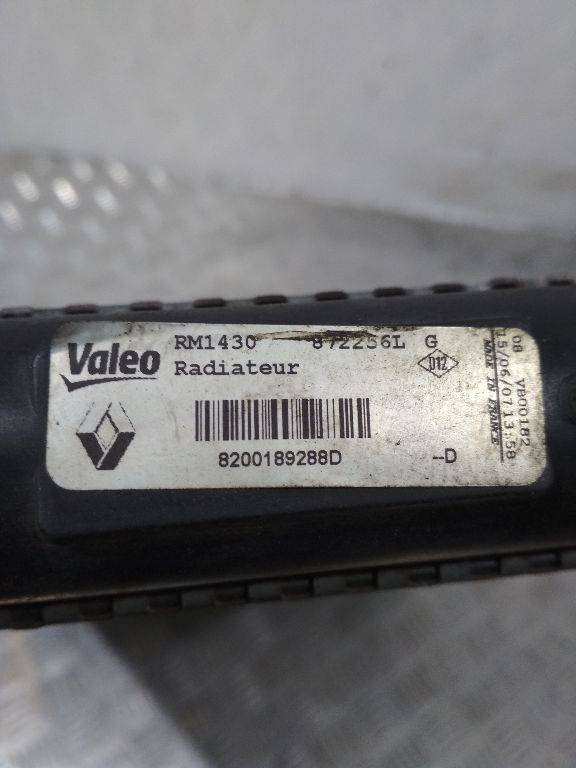 Valeo
RM1430 872256L G
Radiateur
D12
8200189288D --D
08 VB00182
15/06/07 13:58
MADE IN FRANCE